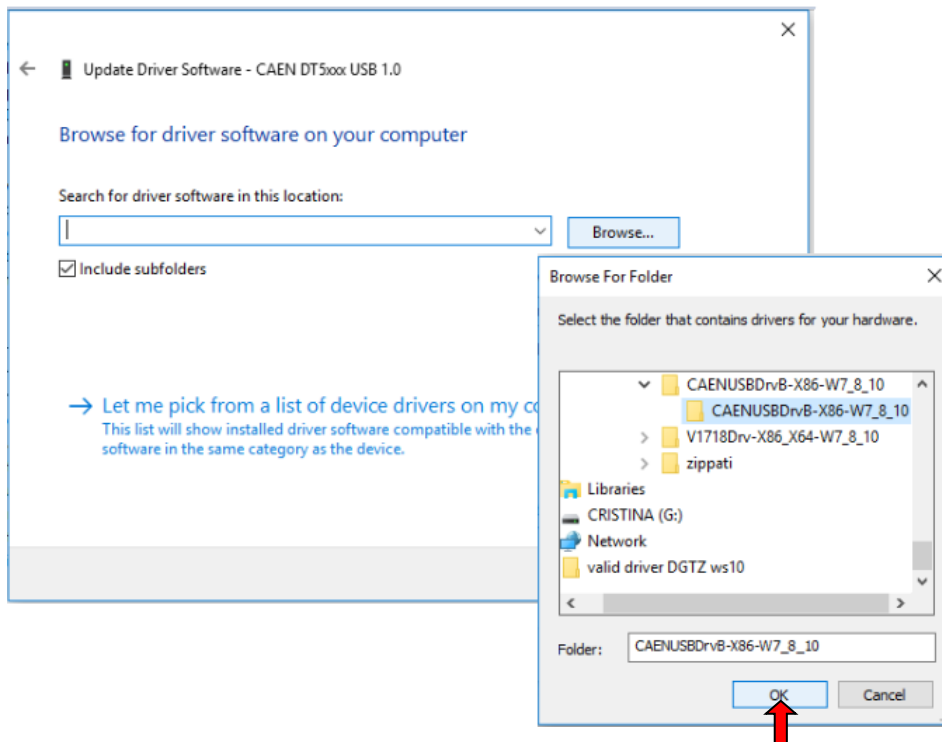 Update Driver Software - CAEN DT5xxx USB 1.0
Browse for driver software on your computer
Search for driver software in this location:
Browse...
Include subfolders
Let me pick from a list of device drivers on my co
This list will show installed driver software compatible with the
software in the same category as the device.
Browse For Folder
Select the folder that contains drivers for your hardware.
CAENUSBDrvB-X86-W7_8_10
CAENUSBDrvB-X86-W7_8_10
V1718Drv-X86_X64-W7_8_10
zippati
Libraries
CRISTINA (G:)
Network
valid driver DGTZ ws10
Folder: CAENUSBDrvB-X86-W7_8_10
OK Cancel